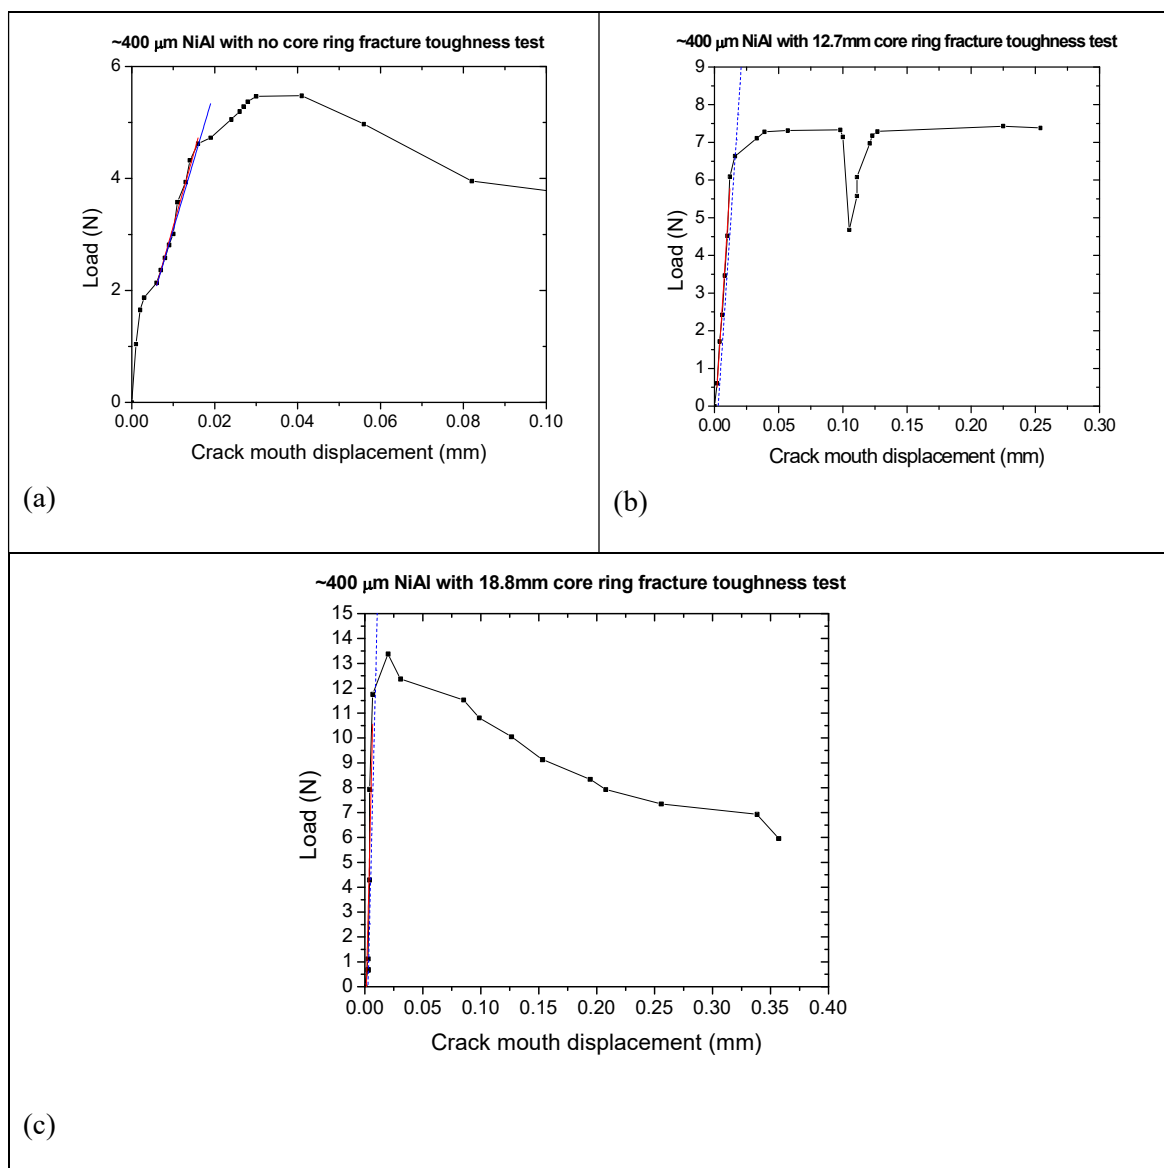 ~400 μm NiAl with no core ring fracture toughness test
6
4
2
0
0.00 0.02 0.04 0.06 0.08 0.10
Load (N)
Crack mouth displacement (mm)
(a)
~400 μm NiAl with 12.7mm core ring fracture toughness test
9
8
7
6
5
4
3
2
1
0
0.00 0.05 0.10 0.15 0.20 0.25 0.30
Load (N)
Crack mouth displacement (mm)
(b)
~400 μm NiAl with 18.8mm core ring fracture toughness test
15
14
13
12
11
10
9
8
7
6
5
4
3
2
1
0
0.00 0.05 0.10 0.15 0.20 0.25 0.30 0.35 0.40
Load (N)
Crack mouth displacement (mm)
(c)